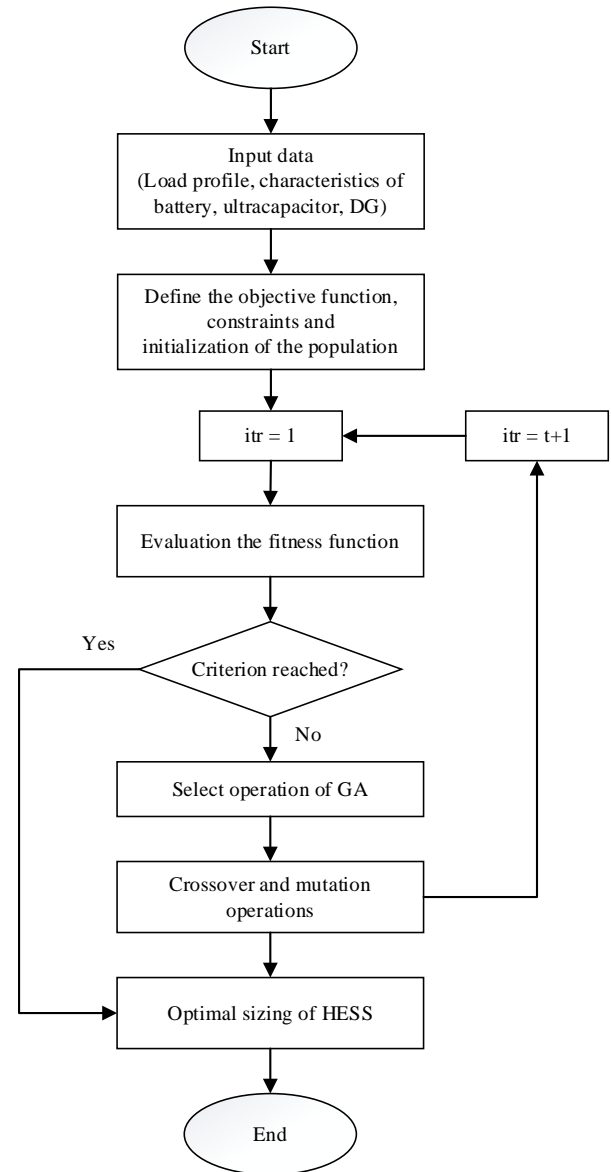 Start
Input data
(Load profile, characteristics of
battery, ultracapacitor, DG)
Define the objective function,
constraints and
initialization of the population
itr = 1
itr = t+1
Evaluation the fitness function
Yes
Criterion reached?
No
Select operation of GA
Crossover and mutation
operations
Optimal sizing of HESS
End